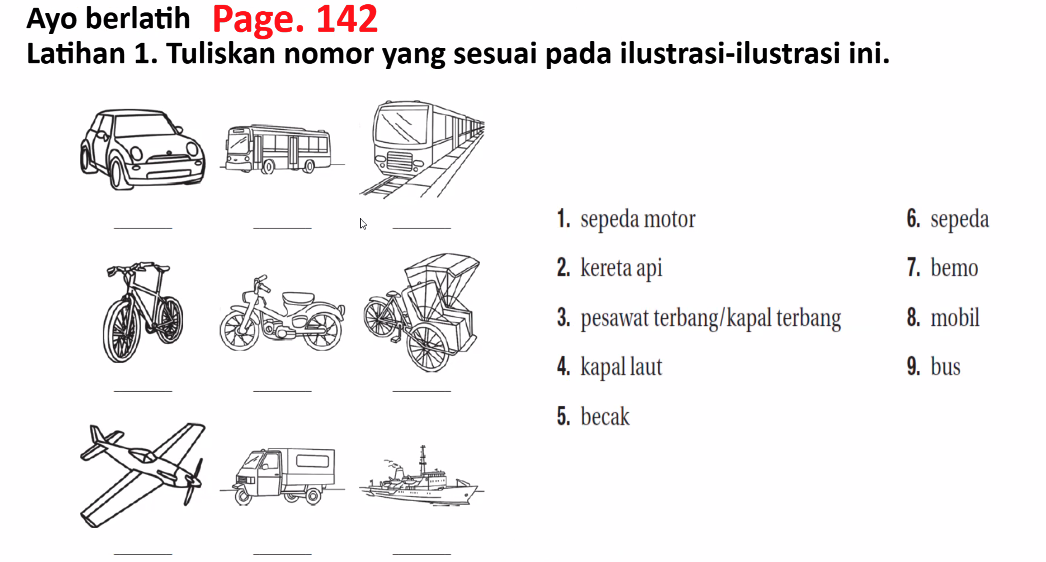 Ayo berlatih Page. 142
Latihan 1. Tuliskan nomor yang sesuai pada ilustrasi-ilustrasi ini.
1. sepeda motor
2. kereta api
3. pesawat terbang/kapal terbang
4. kapal laut
5. becak
6. sepeda
7. bemo
8. mobil
9. bus